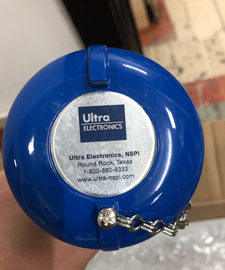 Ultra
ELECTRONICS
Ultra Electronics, NSPI
Round Rock, Texas
1-800-880-9333
www.ultra-nspi.com